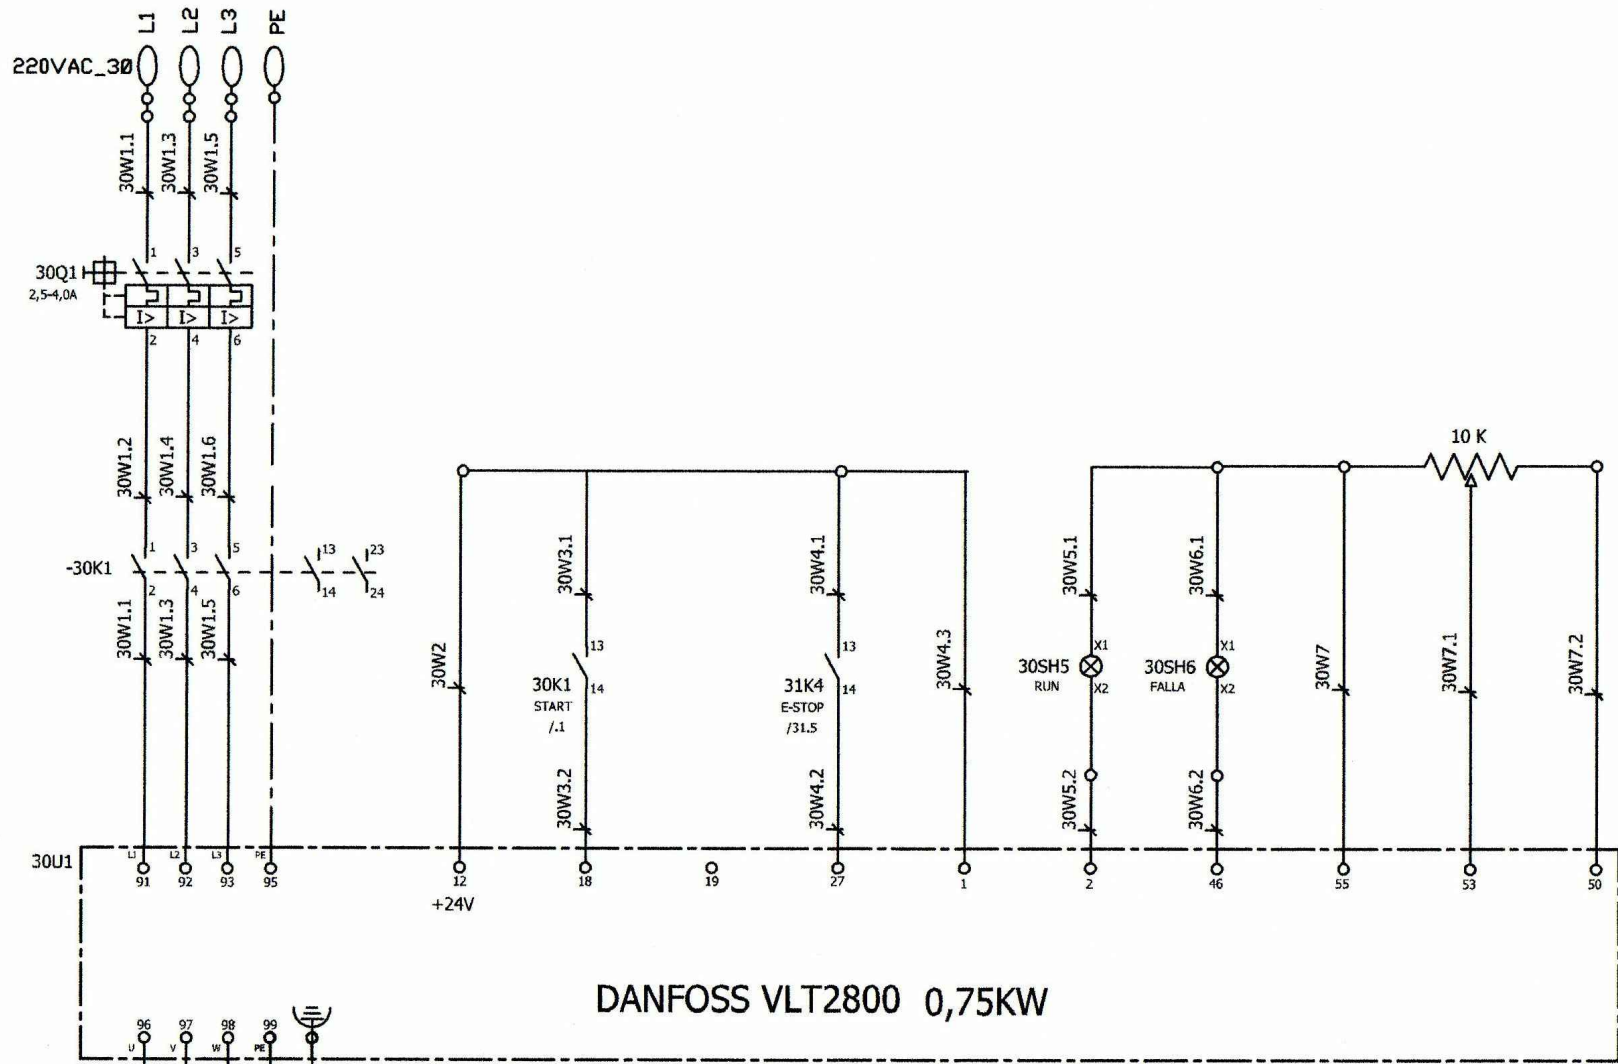 L1 L2 L3 PE
220VAC_30
30W1.1 30W1.3 30W1.5
1 3 5
30Q1
2,5-4,0A
I> I> I>
2 4 6
10 K
30W1.2 30W1.4 30W1.6
30W3.1 30W4.1 30W5.1 30W6.1
1 3 5 13 23
-30K1
2 4 6 14 24
30W1.1 30W1.3 30W1.5
30W2 30W4.3 30W7 30W7.1 30W7.2
13 13 X1 X1
30K1 14 31K4 14 30SH5 X2 30SH6 X2
START E-STOP RUN FALLA
/.1 /31.5
30W3.2 30W4.2 30W5.2 30W6.2
30U1 L1 L2 L3 PE
91 92 93 95 12 18 19 27 1 2 46 55 53 50
+24V
DANFOSS VLT2800 0,75KW
96 97 98 99
U V W PE